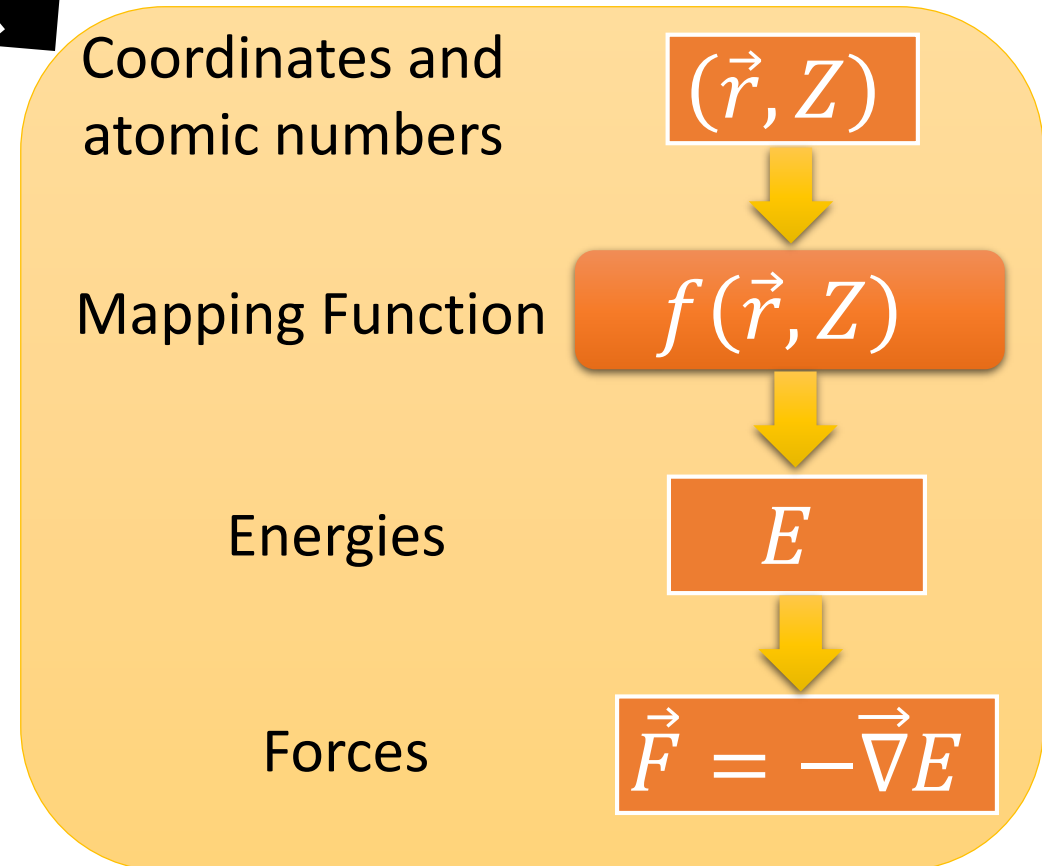 Coordinates and
atomic numbers
(r⃗, Z)
Mapping Function
f(r⃗, Z)
Energies
E
Forces
F⃗ = −∇⃗E